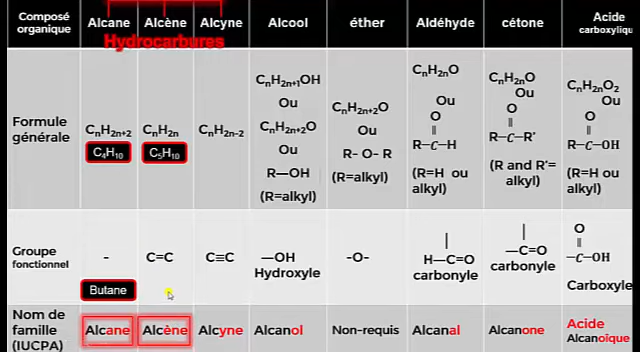 Composé organique
Alcane
Alcène
Alcyne
Alcool
éther
Aldéhyde
cétone
Acide carboxyliqu
Hydrocarbures
Formule générale
CₙH₂ₙ₊₂
C₄H₁₀
CₙH₂ₙ
C₅H₁₀
CₙH₂ₙ₋₂
CₙH₂ₙ₊₁OH
Ou
CₙH₂ₙ₊₂O
Ou
R—OH
(R=alkyl)
CₙH₂ₙ₊₂O
Ou
R- O- R
(R=alkyl)
CₙH₂ₙO
Ou
O
||
R—C—H
(R=H ou
alkyl)
CₙH₂ₙO
Ou
O
||
R—C—R'
(R and R'=
alkyl)
CₙH₂ₙO₂
Ou
O
||
R—C—OH
(R=H ou
alkyl)
Groupe
fonctionnel
-
Butane
C=C
C≡C
—OH
Hydroxyle
-O-
|
H—C=O
carbonyle
|
—C=O
carbonyle
O
||
-C—OH
Carboxyle
Nom de
famille
(IUCPA)
Alcane
Alcène
Alcyne
Alcanol
Non-requis
Alcanal
Alcanone
Acide
Alcanoïque